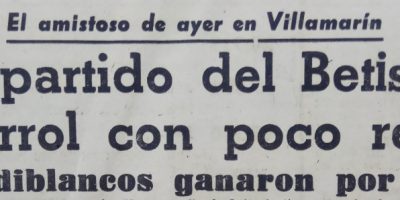 El amistoso de ayer en Villamarín
partido del Betis
rrol con poco re
diblancos ganaron por